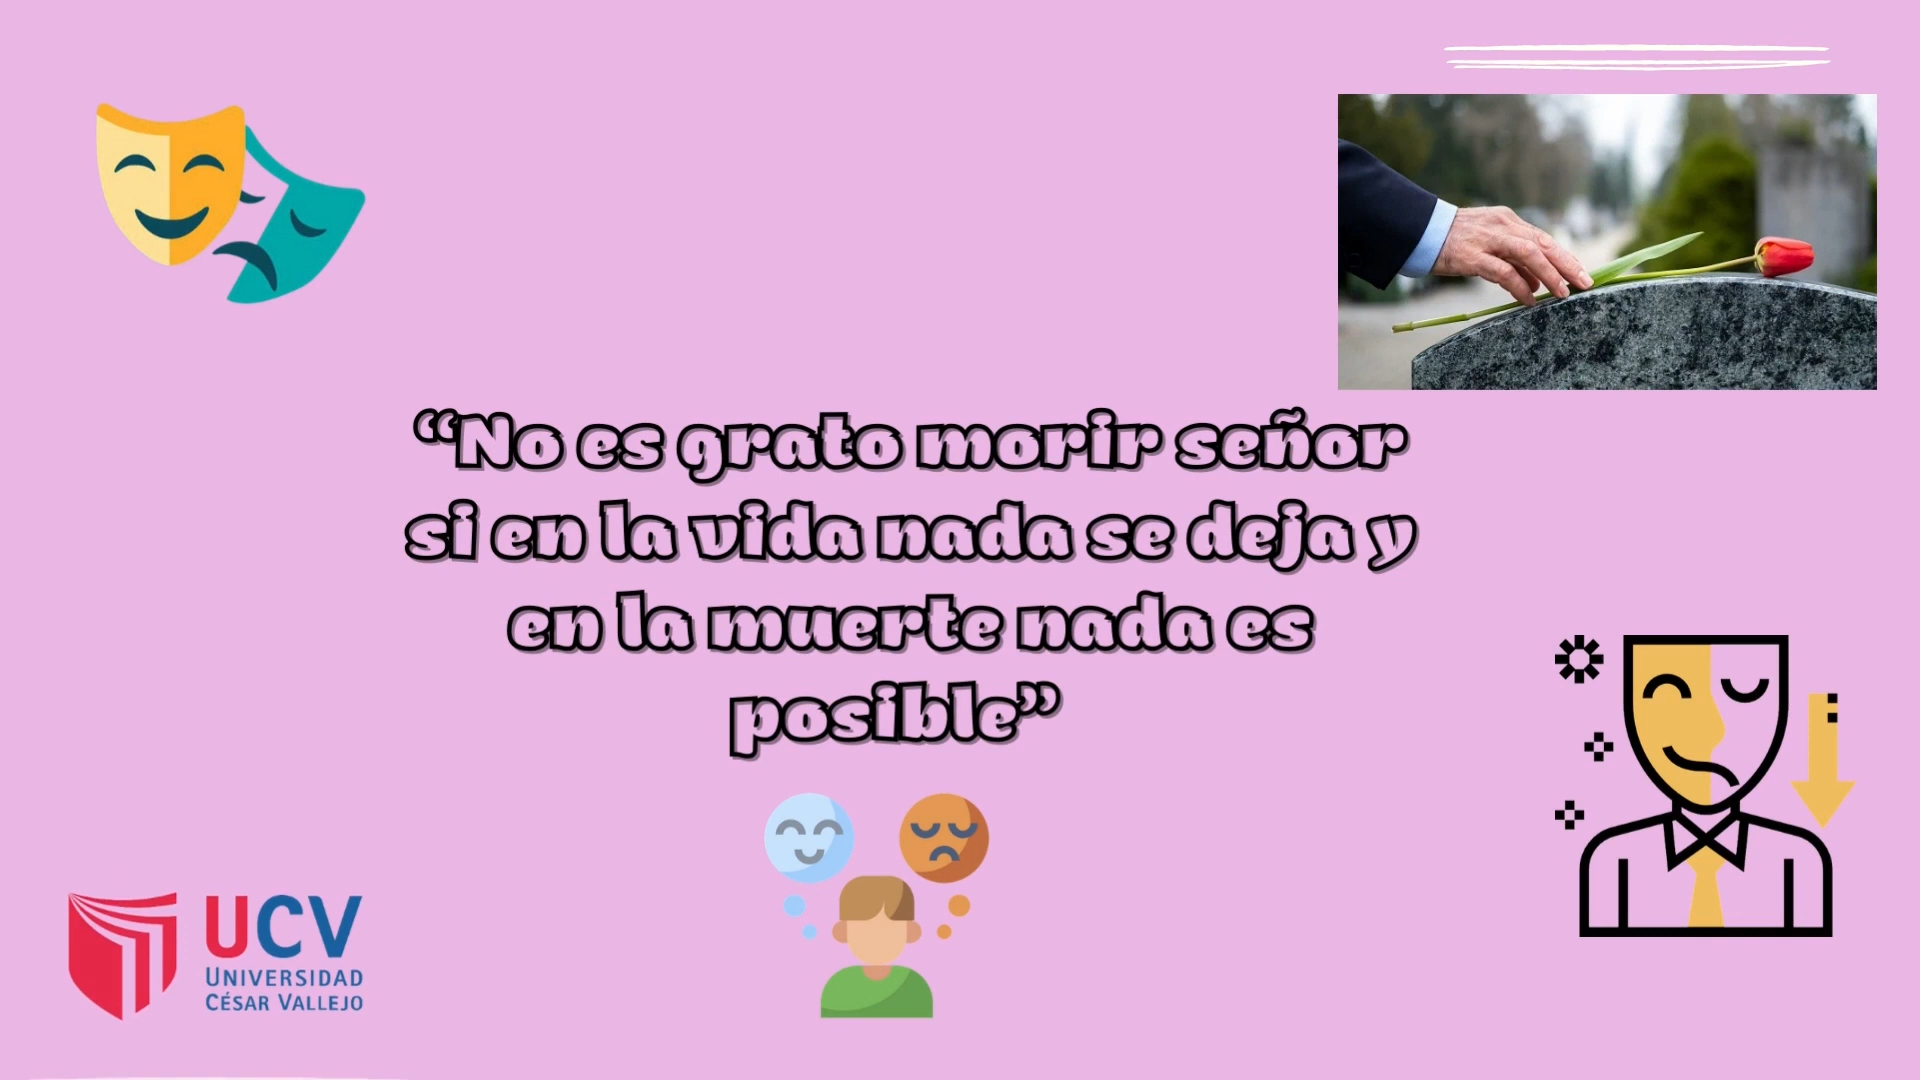 “No es grato morir señor
si en la vida nada se deja y
en la muerte nada es
posible”
UCV
UNIVERSIDAD
CÉSAR VALLEJO